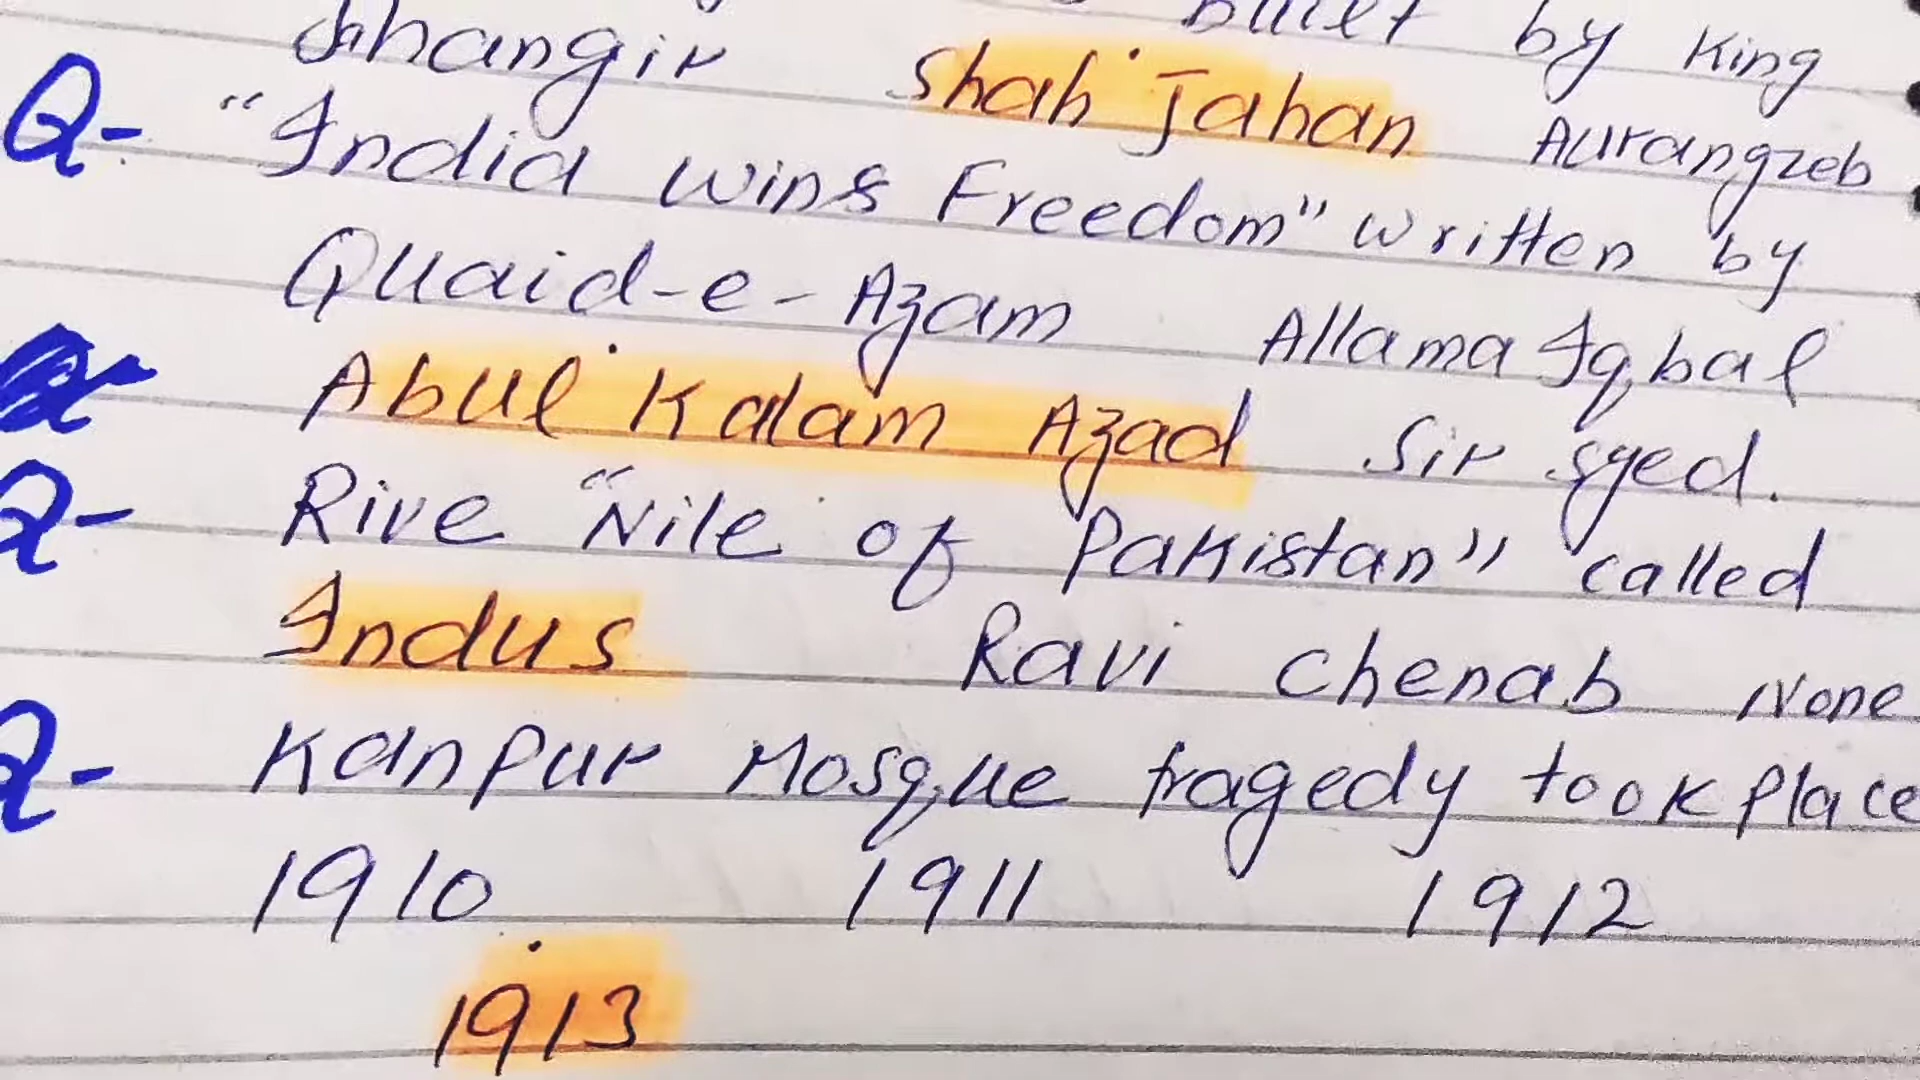 built by King
Jhangir Shah Jahan Aurangzeb
Q- "India wins Freedom" written by
Quaid-e-Azam Allama Iqbal
Abul Kalam Azad Sir syed.
Q- Rive "Nile of Pakistan" called
Indus Ravi Chenab None
Q- Kanpur Mosque tragedy took place
1910 1911 1912
1913